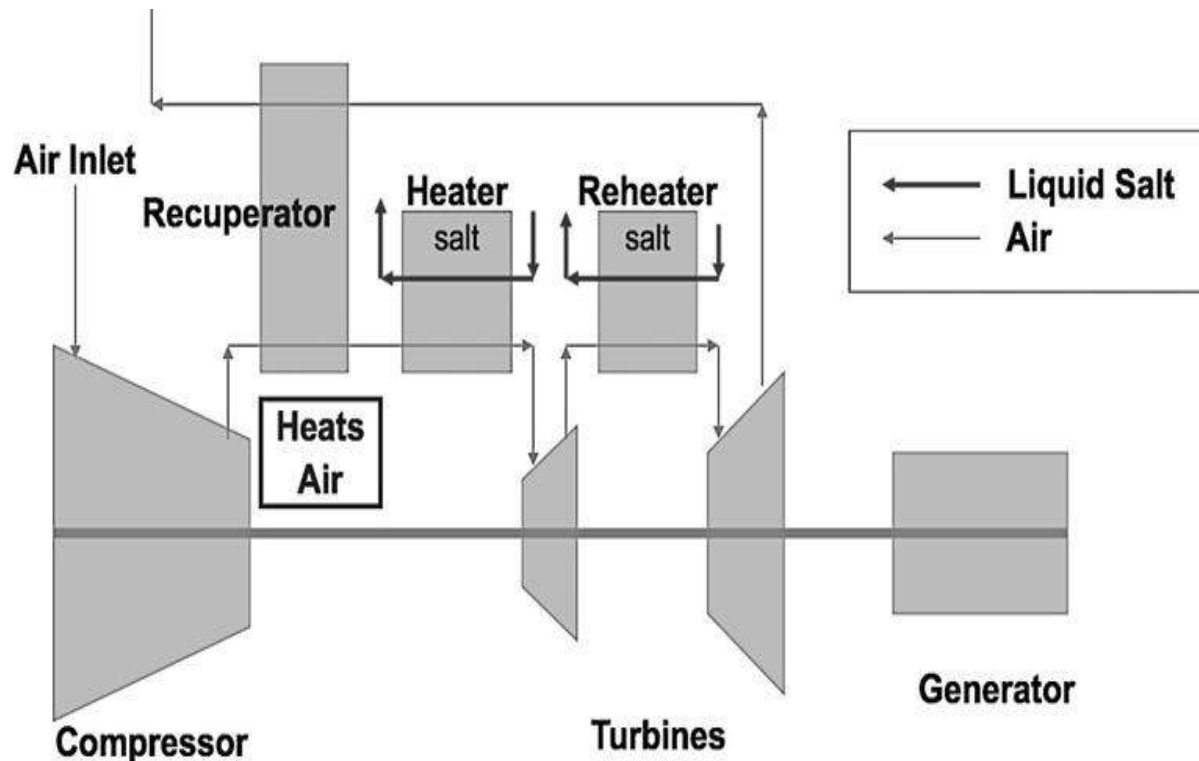 Air Inlet
Recuperator
Heater
salt
Reheater
salt
Liquid Salt
Air
Heats
Air
Compressor
Turbines
Generator